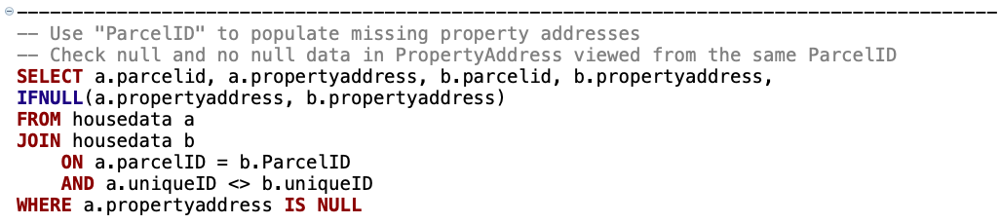 -- Use "ParcelID" to populate missing property addresses
-- Check null and no null data in PropertyAddress viewed from the same ParcelID
SELECT a.parcelid, a.propertyaddress, b.parcelid, b.propertyaddress,
IFNULL(a.propertyaddress, b.propertyaddress)
FROM housedata a
JOIN housedata b
    ON a.parcelID = b.ParcelID
    AND a.uniqueID <> b.uniqueID
WHERE a.propertyaddress IS NULL